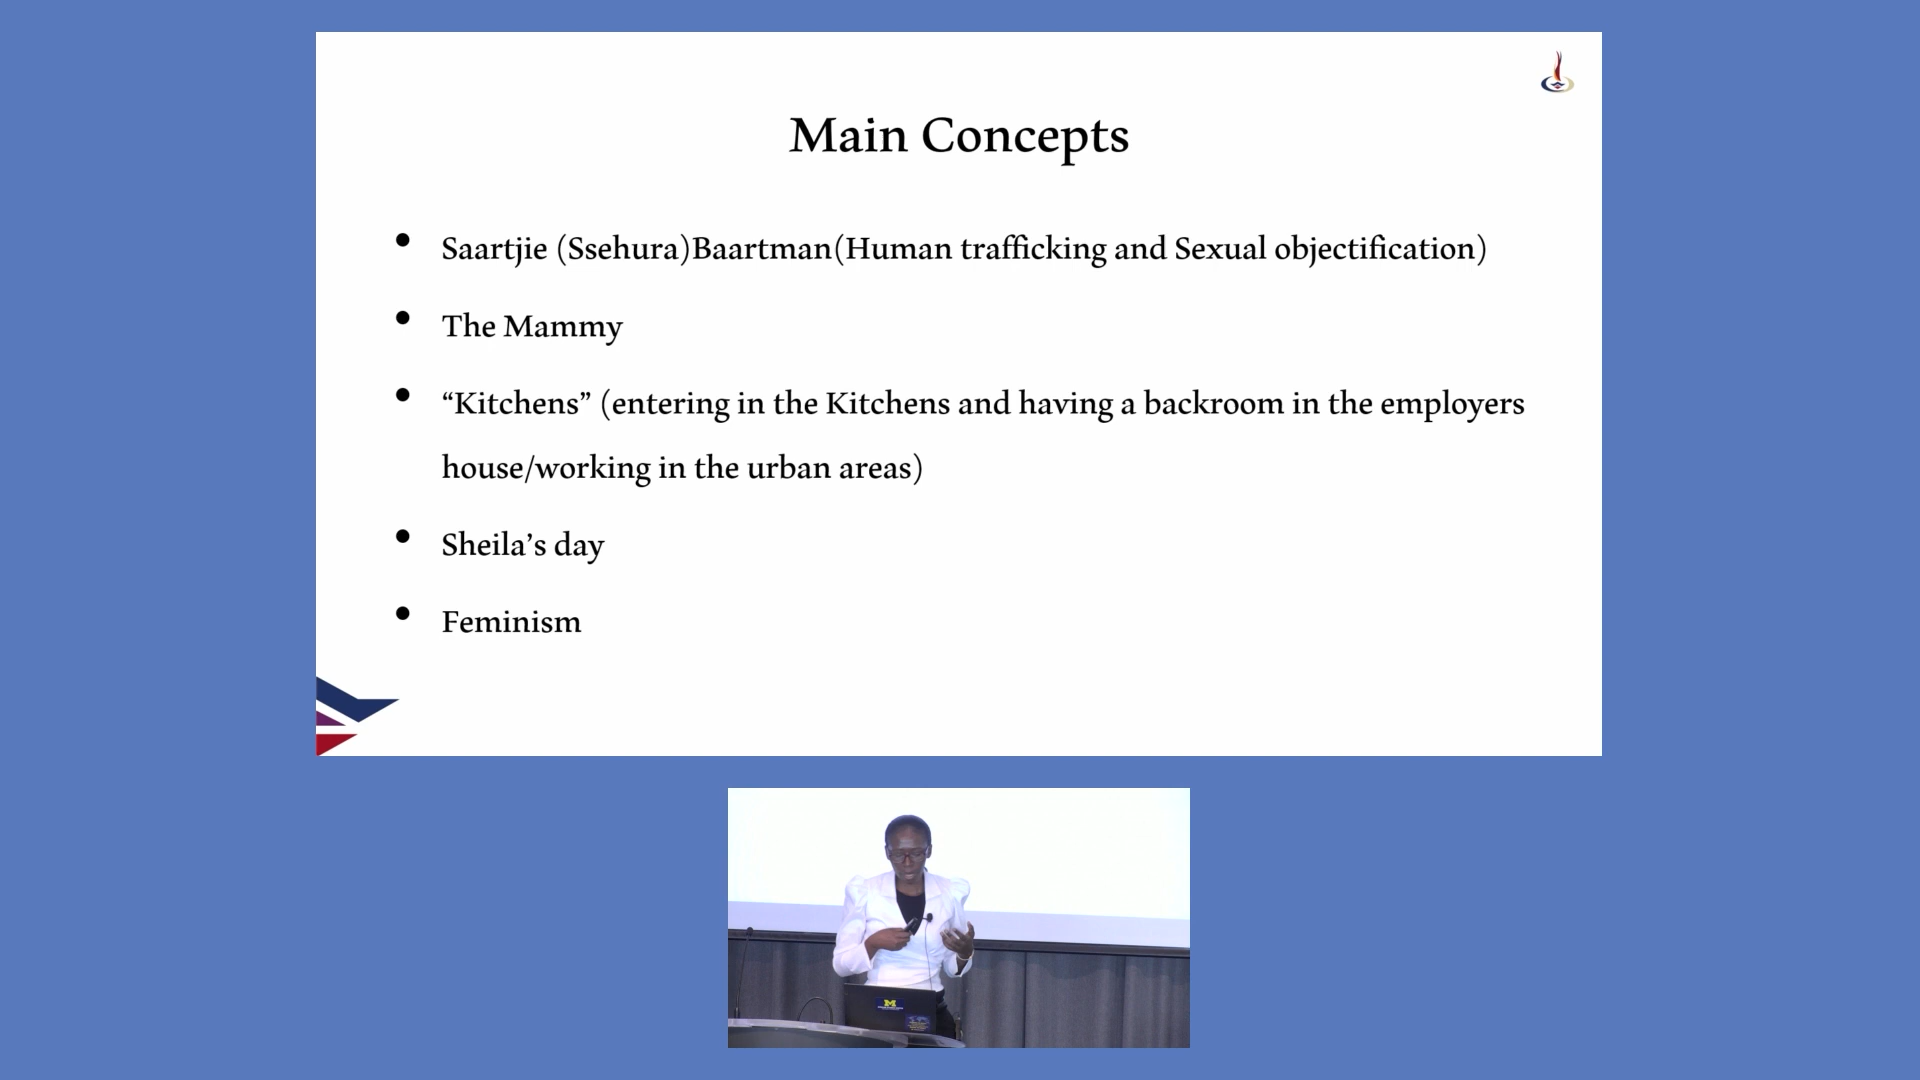 Main Concepts
• Saartjie (Ssehura)Baartman(Human trafficking and Sexual objectification)
• The Mammy
• “Kitchens” (entering in the Kitchens and having a backroom in the employers
house/working in the urban areas)
• Sheila’s day
• Feminism
M